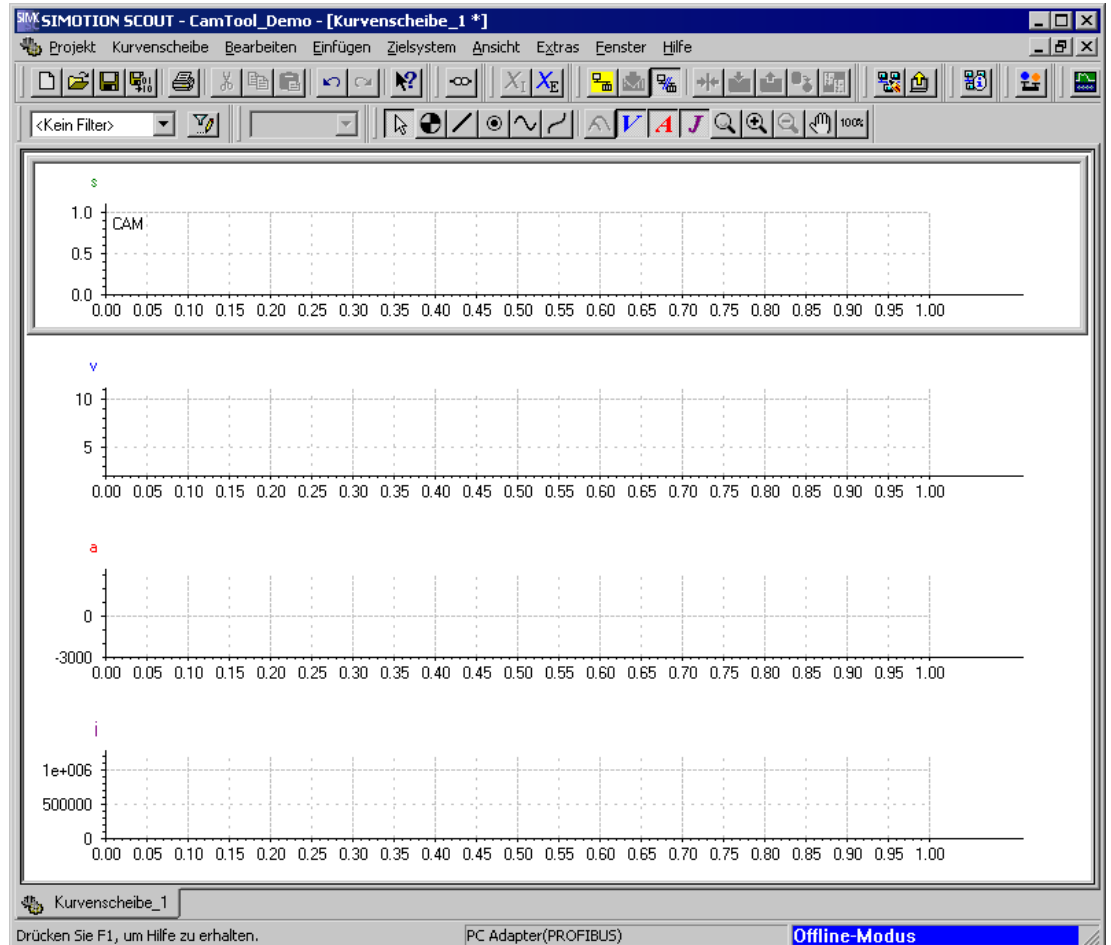 SIMOTION SCOUT - CamTool_Demo - [Kurvenscheibe_1 *]
Projekt Kurvenscheibe Bearbeiten Einfügen Zielsystem Ansicht Extras Fenster Hilfe
X_I X_E
<Kein Filter> V A J 100%
s
1.0
CAM
0.5
0.0
0.00 0.05 0.10 0.15 0.20 0.25 0.30 0.35 0.40 0.45 0.50 0.55 0.60 0.65 0.70 0.75 0.80 0.85 0.90 0.95 1.00
v
10
5
0.00 0.05 0.10 0.15 0.20 0.25 0.30 0.35 0.40 0.45 0.50 0.55 0.60 0.65 0.70 0.75 0.80 0.85 0.90 0.95 1.00
a
0
-3000
0.00 0.05 0.10 0.15 0.20 0.25 0.30 0.35 0.40 0.45 0.50 0.55 0.60 0.65 0.70 0.75 0.80 0.85 0.90 0.95 1.00
j
1e+006
500000
0
0.00 0.05 0.10 0.15 0.20 0.25 0.30 0.35 0.40 0.45 0.50 0.55 0.60 0.65 0.70 0.75 0.80 0.85 0.90 0.95 1.00
Kurvenscheibe_1
Drücken Sie F1, um Hilfe zu erhalten. PC Adapter(PROFIBUS) Offline-Modus